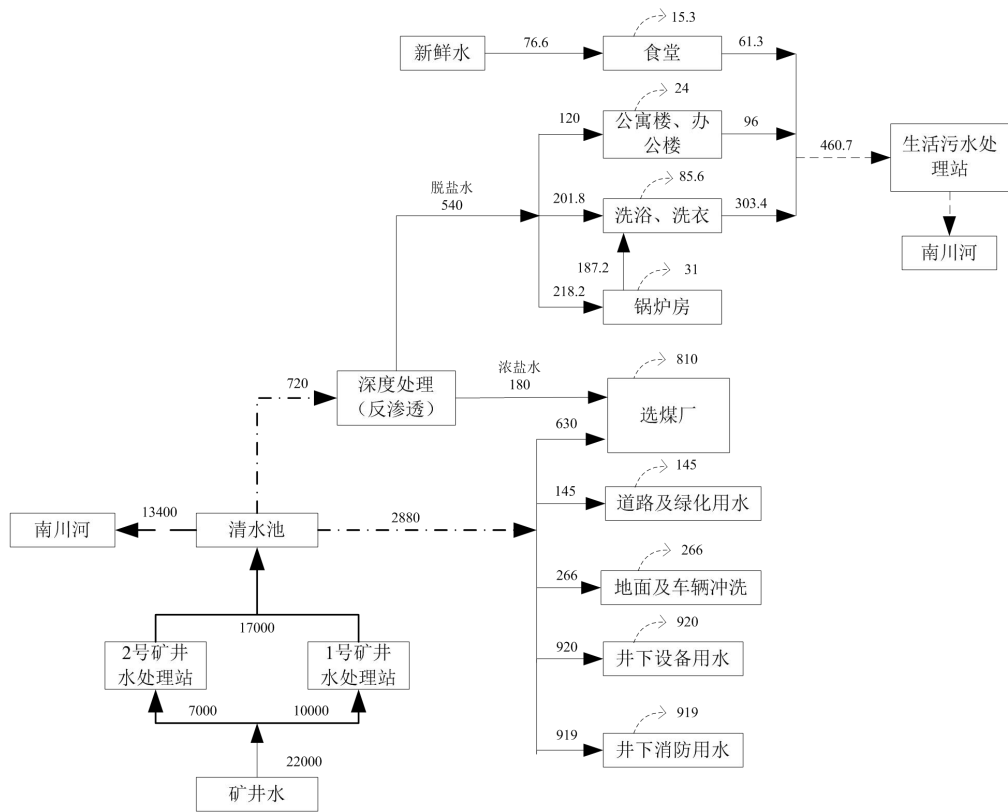 15.3
新鲜水
76.6
食堂
61.3
24
120
公寓楼、办
公楼
96
460.7
生活污水处
理站
脱盐水
540
85.6
201.8
洗浴、洗衣
303.4
南川河
187.2
31
218.2
锅炉房
810
720
深度处理
（反渗透）
浓盐水
180
选煤厂
630
145
145
道路及绿化用水
南川河
13400
清水池
2880
266
266
地面及车辆冲洗
17000
920
2号矿井
水处理站
1号矿井
水处理站
920
井下设备用水
7000
10000
919
919
井下消防用水
22000
矿井水